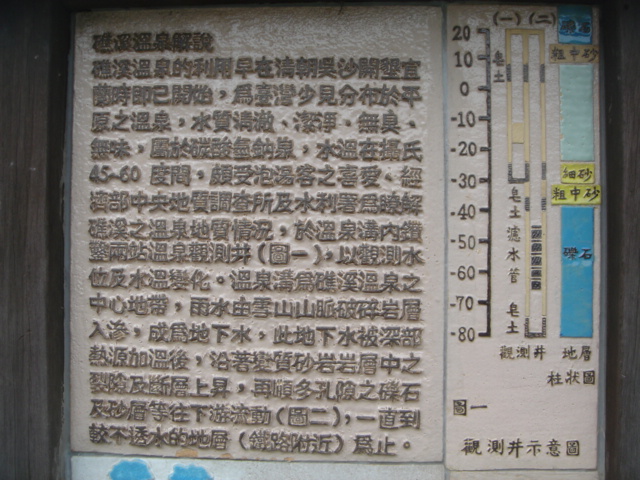 礁溪溫泉解說
礁溪溫泉的利用早在清朝吳沙開墾宜
蘭時即已開始，為臺灣少見分布於平
原之溫泉，水質清澈、潔淨、無臭、
無味，屬於碳酸氫鈉泉，水溫在攝氏
45-60 度間，頗受泡湯客之喜愛。經
濟部中央地質調查所及水利署為瞭解
礁溪之溫泉地質情況，於溫泉溝內鑽
鑿兩站溫泉觀測井（圖一），以觀測水
位及水溫變化。溫泉溝為礁溪溫泉之
中心地帶，雨水由雪山山脈破碎岩層
入滲，成為地下水，此地下水被深部
熱源加溫後，沿著變質砂岩岩層中之
裂隙及斷層上昇，再順多孔隙之礫石
及砂層等往下游流動（圖二），一直到
較不透水的地層（鐵路附近）為止。
(一) (二)
20
10
0
-10
-20
-30
-40
-50
-60
-70
-80
皂土
皂土
濾水管
皂土
礫石
粗中砂
細砂
粗中砂
礫石
觀測井
地層
柱狀圖
圖一
觀測井示意圖